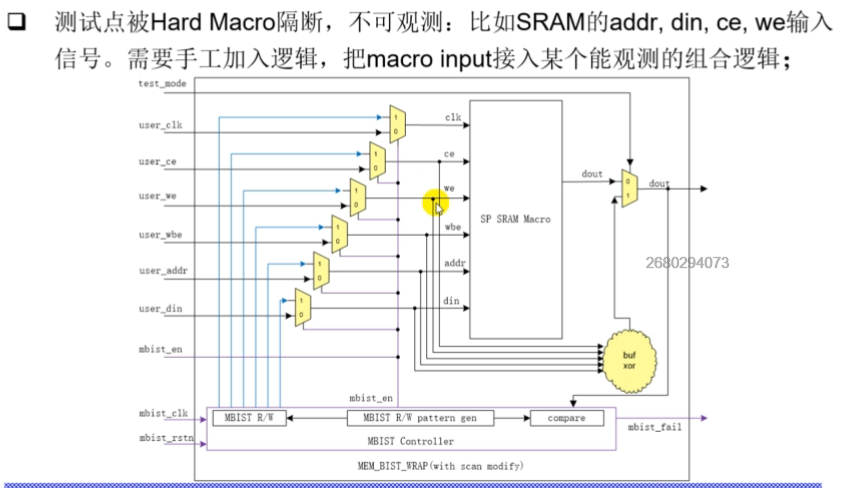 测试点被Hard Macro隔断，不可观测：比如SRAM的addr, din, ce, we输入
信号。需要手工加入逻辑，把macro input接入某个能观测的组合逻辑；
test_mode
user_clk
1
0
clk
user_ce
1
0
ce
user_we
1
0
we
user_wbe
1
0
wbe
user_addr
1
0
addr
user_din
1
0
din
SP SRAM Macro
dout
0
1
dout
2680294073
mbist_en
buf
xor
mbist_en
mbist_clk
MBIST R/W
MBIST R/W pattern gen
compare
mbist_fail
mbist_rstn
MBIST Controller
MEM_BIST_WRAP(with scan modify)